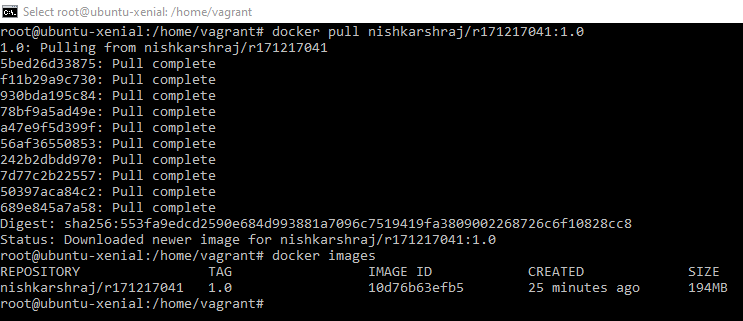 Select root@ubuntu-xenial: /home/vagrant
root@ubuntu-xenial:/home/vagrant# docker pull nishkarshraj/r171217041:1.0
1.0: Pulling from nishkarshraj/r171217041
5bed26d33875: Pull complete
f11b29a9c730: Pull complete
930bda195c84: Pull complete
78bf9a5ad49e: Pull complete
a47e9f5d399f: Pull complete
56af36550853: Pull complete
242b2dbdd970: Pull complete
7d77c2b22557: Pull complete
50397aca84c2: Pull complete
689e845a7a58: Pull complete
Digest: sha256:553fa9edcd2590e684d993881a7096c7519419fa3809002268726c6f10828cc8
Status: Downloaded newer image for nishkarshraj/r171217041:1.0
root@ubuntu-xenial:/home/vagrant# docker images
REPOSITORY TAG IMAGE ID CREATED SIZE
nishkarshraj/r171217041 1.0 10d76b63efb5 25 minutes ago 194MB
root@ubuntu-xenial:/home/vagrant#